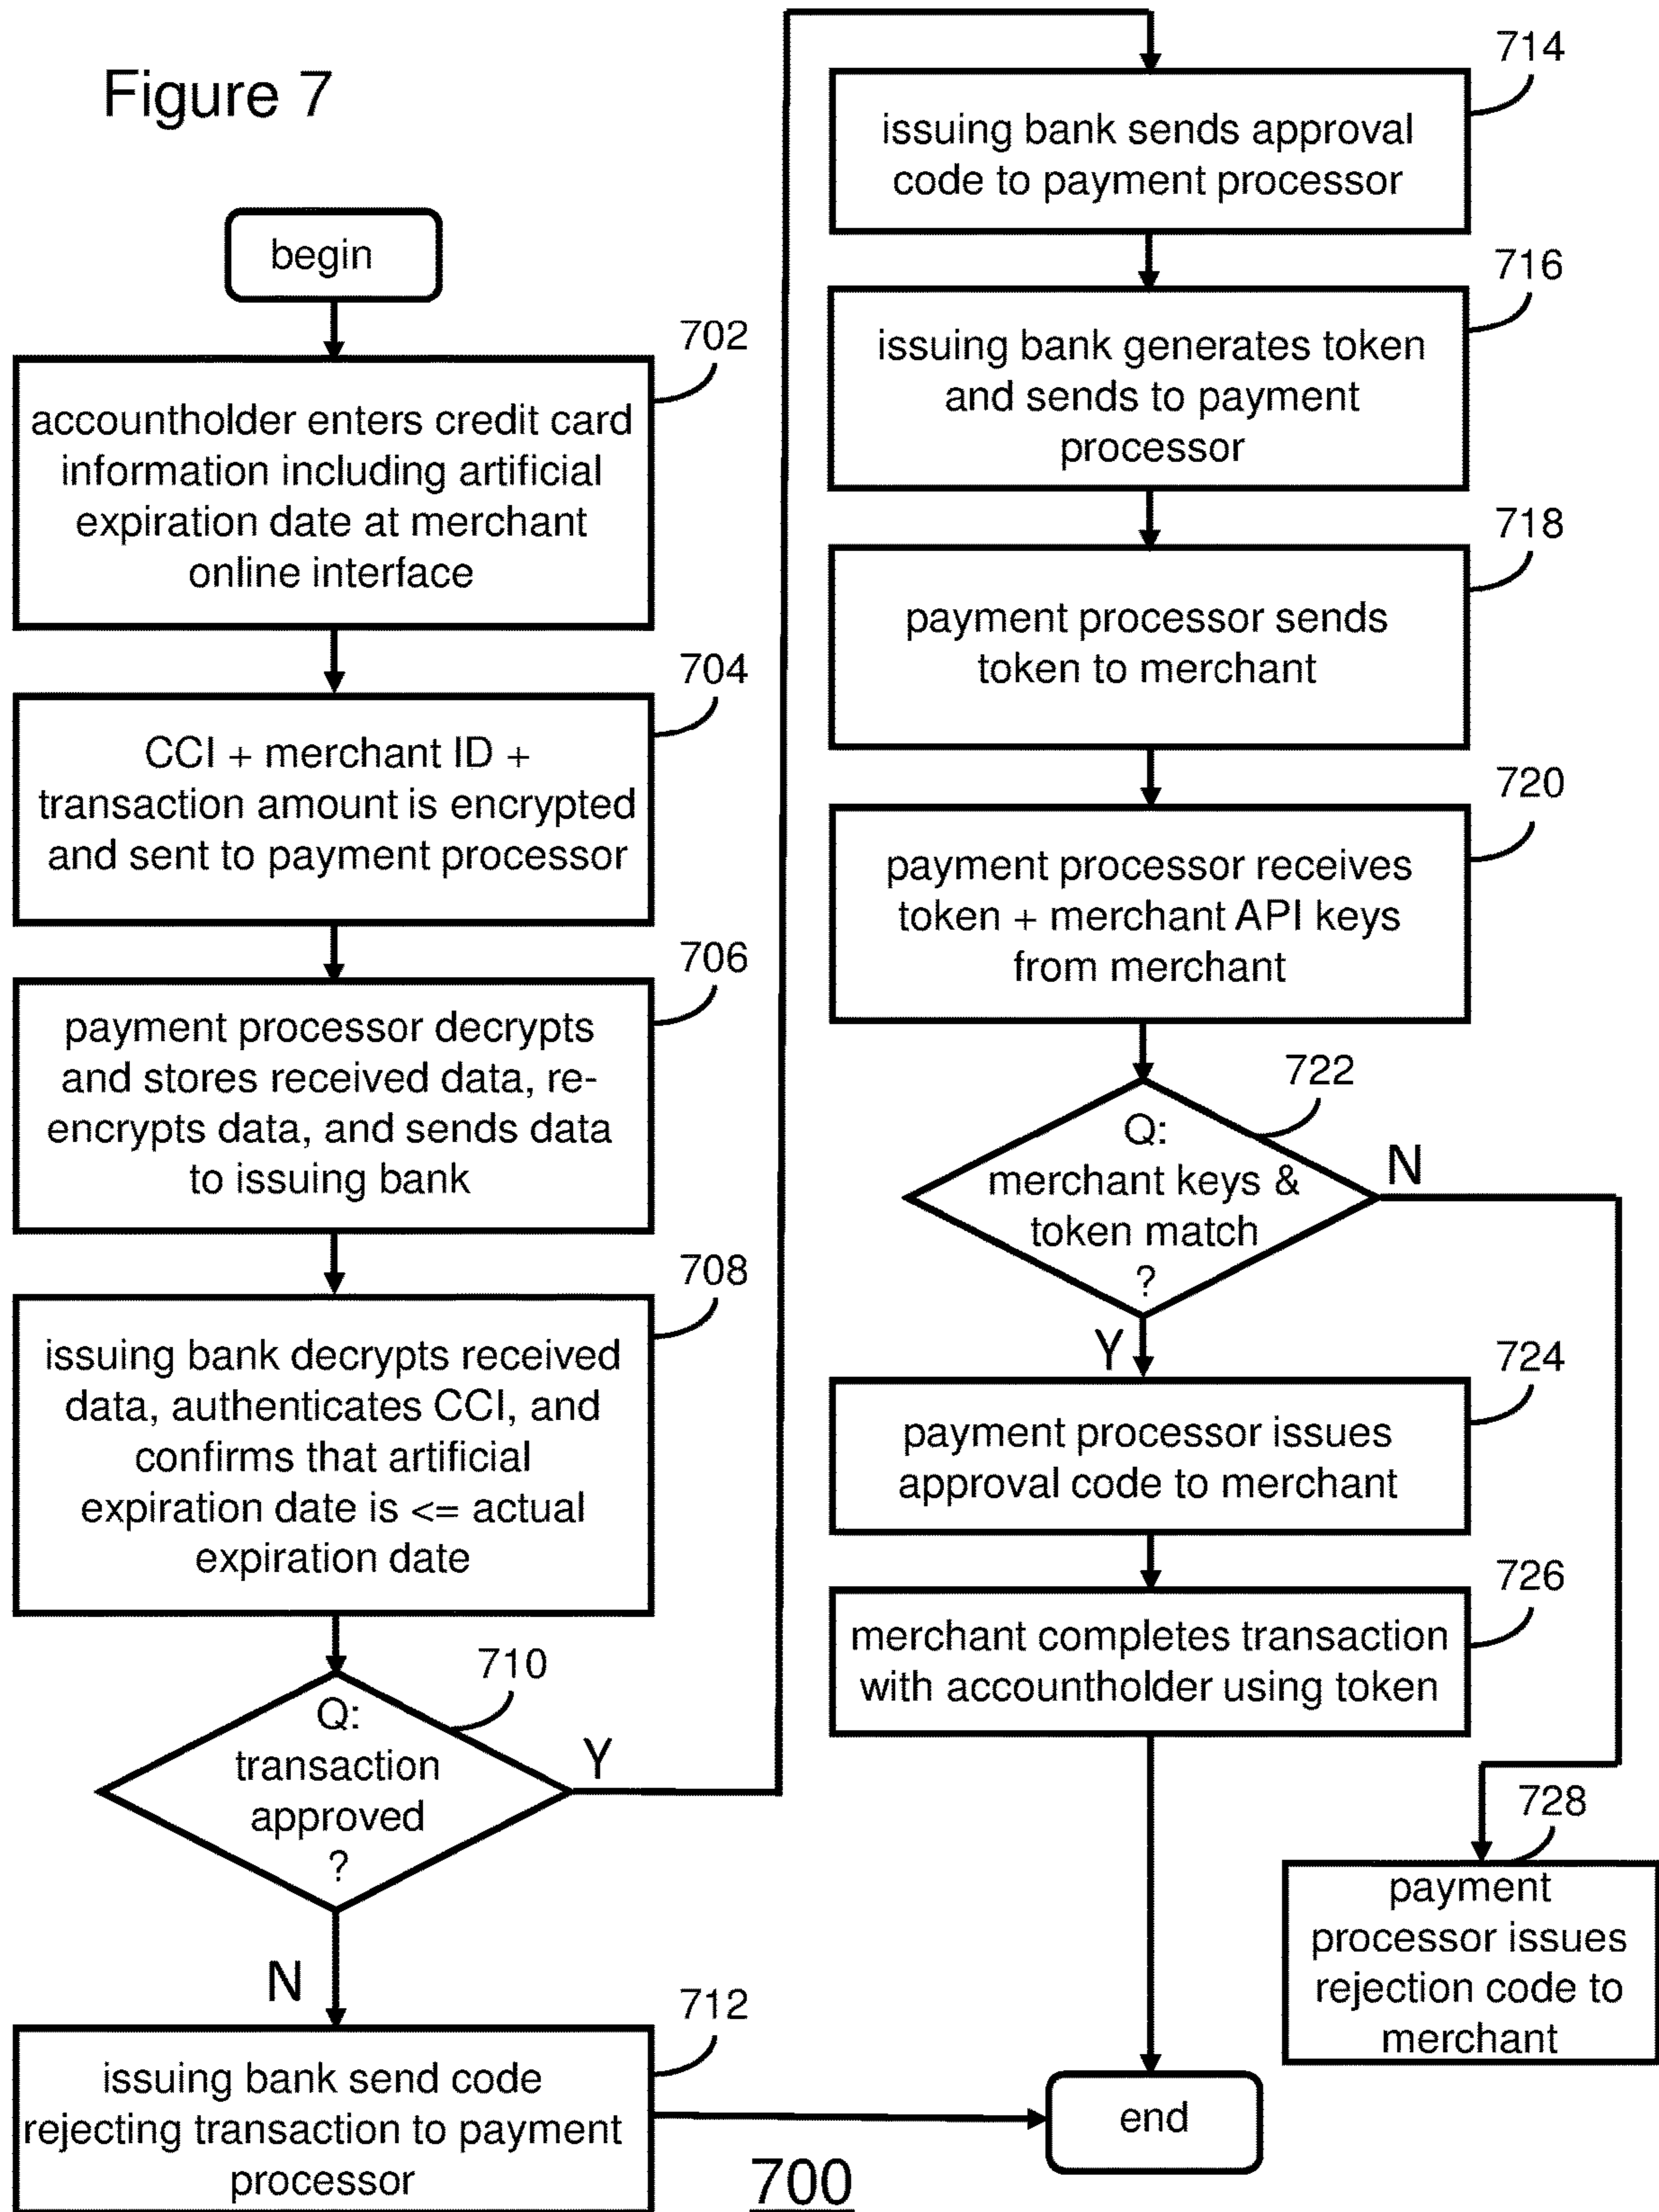 Figure 7
begin
702
accountholder enters credit card
information including artificial
expiration date at merchant
online interface
704
CCI + merchant ID +
transaction amount is encrypted
and sent to payment processor
706
payment processor decrypts
and stores received data, re-
encrypts data, and sends data
to issuing bank
708
issuing bank decrypts received
data, authenticates CCI, and
confirms that artificial
expiration date is <= actual
expiration date
710
Q:
transaction
approved
?
Y
N
712
issuing bank send code
rejecting transaction to payment
processor
714
issuing bank sends approval
code to payment processor
716
issuing bank generates token
and sends to payment
processor
718
payment processor sends
token to merchant
720
payment processor receives
token + merchant API keys
from merchant
722
Q:
merchant keys &
token match
?
N
Y
724
payment processor issues
approval code to merchant
726
merchant completes transaction
with accountholder using token
728
payment
processor issues
rejection code to
merchant
end
700